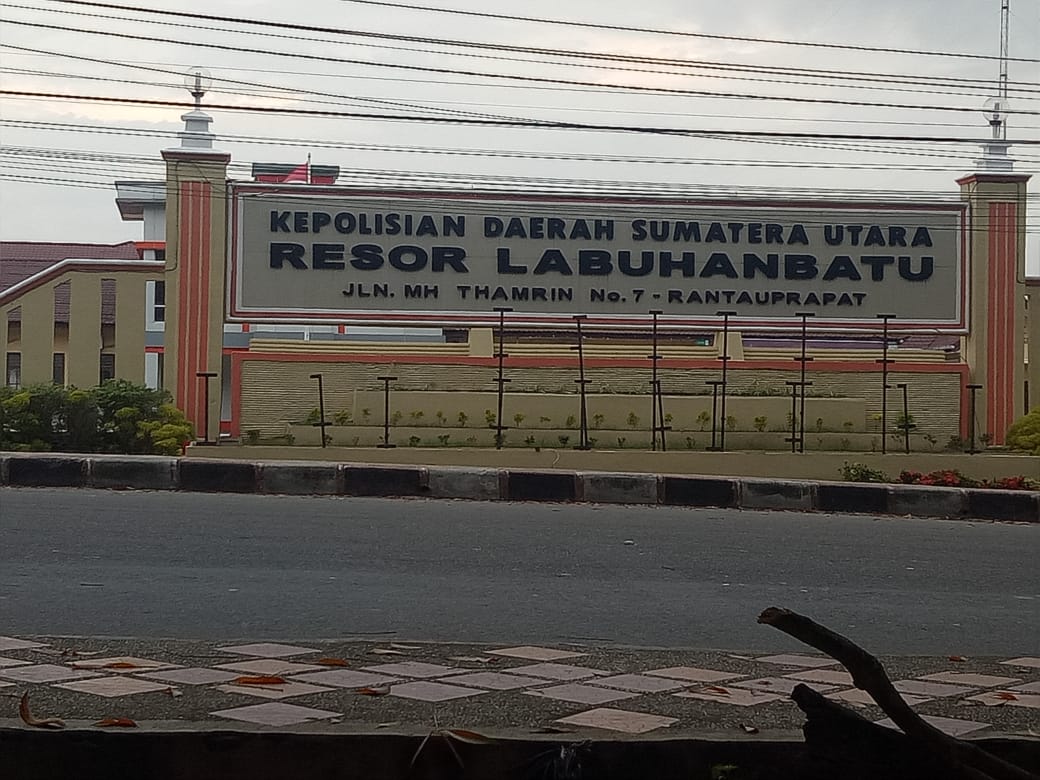 KEPOLISIAN DAERAH SUMATERA UTARA
RESOR LABUHANBATU
JLN. MH THAMRIN No. 7 - RANTAUPRAPAT